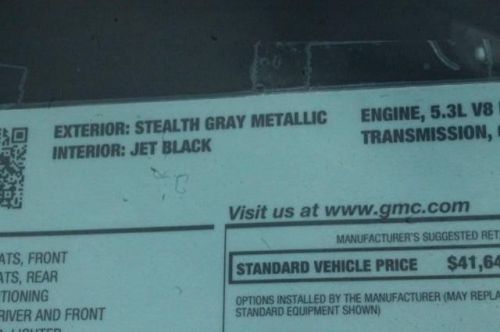 EXTERIOR: STEALTH GRAY METALLIC
INTERIOR: JET BLACK
ENGINE, 5.3L V8
TRANSMISSION,
Visit us at www.gmc.com
MANUFACTURER'S SUGGESTED RET
STANDARD VEHICLE PRICE $41,64
OPTIONS INSTALLED BY THE MANUFACTURER (MAY REPLA
STANDARD EQUIPMENT SHOWN)
ATS, FRONT
ATS, REAR
TIONING
RIVER AND FRONT